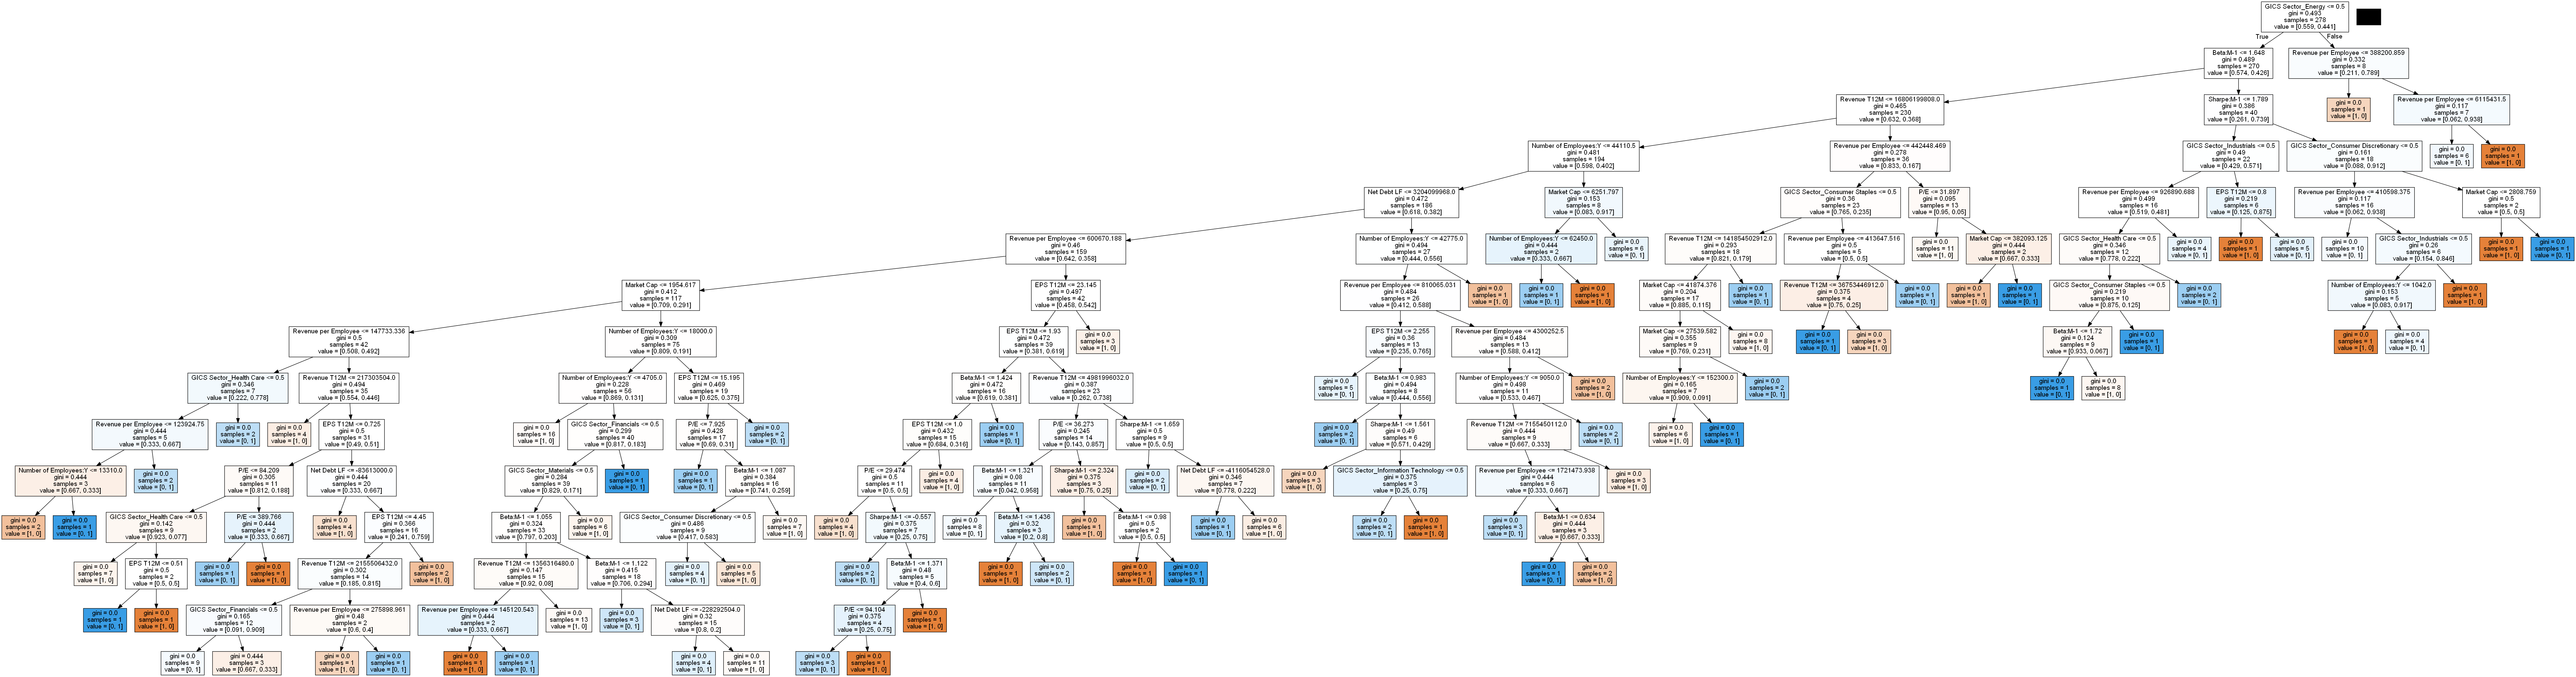 GICS Sector_Energy <= 0.5
gini = 0.493
samples = 278
value = [0.559, 0.441]
True
False
Beta:M-1 <= 1.648
gini = 0.489
samples = 270
value = [0.574, 0.426]
Revenue per Employee <= 388200.859
gini = 0.332
samples = 8
value = [0.211, 0.789]
Revenue T12M <= 16806199808.0
gini = 0.465
samples = 230
value = [0.632, 0.368]
Sharpe:M-1 <= 1.789
gini = 0.386
samples = 40
value = [0.261, 0.739]
gini = 0.0
samples = 1
value = [1, 0]
Revenue per Employee <= 6115431.5
gini = 0.117
samples = 7
value = [0.062, 0.938]
Number of Employees:Y <= 44110.5
gini = 0.481
samples = 194
value = [0.598, 0.402]
Revenue per Employee <= 442448.469
gini = 0.278
samples = 36
value = [0.833, 0.167]
GICS Sector_Industrials <= 0.5
gini = 0.49
samples = 22
value = [0.429, 0.571]
GICS Sector_Consumer Discretionary <= 0.5
gini = 0.161
samples = 18
value = [0.088, 0.912]
gini = 0.0
samples = 6
value = [0, 1]
gini = 0.0
samples = 1
value = [1, 0]
Net Debt LF <= 3204099968.0
gini = 0.472
samples = 186
value = [0.618, 0.382]
Market Cap <= 6251.797
gini = 0.153
samples = 8
value = [0.083, 0.917]
GICS Sector_Consumer Staples <= 0.5
gini = 0.36
samples = 23
value = [0.765, 0.235]
P/E <= 31.897
gini = 0.095
samples = 13
value = [0.95, 0.05]
Revenue per Employee <= 926890.688
gini = 0.499
samples = 16
value = [0.519, 0.481]
EPS T12M <= 0.8
gini = 0.219
samples = 6
value = [0.125, 0.875]
Revenue per Employee <= 410598.375
gini = 0.117
samples = 16
value = [0.062, 0.938]
Market Cap <= 2808.759
gini = 0.5
samples = 2
value = [0.5, 0.5]
Revenue per Employee <= 600670.188
gini = 0.46
samples = 159
value = [0.642, 0.358]
Number of Employees:Y <= 42775.0
gini = 0.494
samples = 27
value = [0.444, 0.556]
Number of Employees:Y <= 62450.0
gini = 0.444
samples = 2
value = [0.333, 0.667]
gini = 0.0
samples = 6
value = [0, 1]
Revenue T12M <= 141854502912.0
gini = 0.293
samples = 18
value = [0.821, 0.179]
Revenue per Employee <= 413647.516
gini = 0.5
samples = 5
value = [0.5, 0.5]
gini = 0.0
samples = 11
value = [1, 0]
Market Cap <= 382093.125
gini = 0.444
samples = 2
value = [0.667, 0.333]
GICS Sector_Health Care <= 0.5
gini = 0.346
samples = 12
value = [0.778, 0.222]
gini = 0.0
samples = 4
value = [0, 1]
gini = 0.0
samples = 1
value = [1, 0]
gini = 0.0
samples = 5
value = [0, 1]
gini = 0.0
samples = 10
value = [0, 1]
GICS Sector_Industrials <= 0.5
gini = 0.26
samples = 6
value = [0.154, 0.846]
gini = 0.0
samples = 1
value = [1, 0]
gini = 0.0
samples = 1
value = [0, 1]
Market Cap <= 1954.617
gini = 0.412
samples = 117
value = [0.709, 0.291]
EPS T12M <= 23.145
gini = 0.497
samples = 42
value = [0.458, 0.542]
Revenue per Employee <= 810065.031
gini = 0.484
samples = 26
value = [0.412, 0.588]
gini = 0.0
samples = 1
value = [1, 0]
gini = 0.0
samples = 1
value = [0, 1]
gini = 0.0
samples = 1
value = [1, 0]
Market Cap <= 41874.376
gini = 0.204
samples = 17
value = [0.885, 0.115]
gini = 0.0
samples = 1
value = [0, 1]
Revenue T12M <= 36753446912.0
gini = 0.375
samples = 4
value = [0.75, 0.25]
gini = 0.0
samples = 1
value = [0, 1]
gini = 0.0
samples = 1
value = [1, 0]
gini = 0.0
samples = 1
value = [0, 1]
GICS Sector_Consumer Staples <= 0.5
gini = 0.219
samples = 10
value = [0.875, 0.125]
gini = 0.0
samples = 2
value = [0, 1]
Number of Employees:Y <= 1042.0
gini = 0.153
samples = 5
value = [0.083, 0.917]
gini = 0.0
samples = 1
value = [1, 0]
Revenue per Employee <= 147733.336
gini = 0.5
samples = 42
value = [0.508, 0.492]
Number of Employees:Y <= 18000.0
gini = 0.309
samples = 75
value = [0.809, 0.191]
EPS T12M <= 1.93
gini = 0.472
samples = 39
value = [0.381, 0.619]
gini = 0.0
samples = 3
value = [1, 0]
EPS T12M <= 2.255
gini = 0.36
samples = 13
value = [0.235, 0.765]
Revenue per Employee <= 4300252.5
gini = 0.484
samples = 13
value = [0.588, 0.412]
Market Cap <= 27539.582
gini = 0.355
samples = 9
value = [0.769, 0.231]
gini = 0.0
samples = 8
value = [1, 0]
gini = 0.0
samples = 1
value = [0, 1]
gini = 0.0
samples = 3
value = [1, 0]
Beta:M-1 <= 1.72
gini = 0.124
samples = 9
value = [0.933, 0.067]
gini = 0.0
samples = 1
value = [0, 1]
gini = 0.0
samples = 1
value = [1, 0]
gini = 0.0
samples = 4
value = [0, 1]
GICS Sector_Health Care <= 0.5
gini = 0.346
samples = 7
value = [0.222, 0.778]
Revenue T12M <= 217303504.0
gini = 0.494
samples = 35
value = [0.554, 0.446]
Number of Employees:Y <= 4705.0
gini = 0.228
samples = 56
value = [0.869, 0.131]
EPS T12M <= 15.195
gini = 0.469
samples = 19
value = [0.625, 0.375]
Beta:M-1 <= 1.424
gini = 0.472
samples = 16
value = [0.619, 0.381]
Revenue T12M <= 4981996032.0
gini = 0.387
samples = 23
value = [0.262, 0.738]
gini = 0.0
samples = 5
value = [0, 1]
Beta:M-1 <= 0.983
gini = 0.494
samples = 8
value = [0.444, 0.556]
Number of Employees:Y <= 9050.0
gini = 0.498
samples = 11
value = [0.533, 0.467]
gini = 0.0
samples = 2
value = [1, 0]
Number of Employees:Y <= 152300.0
gini = 0.165
samples = 7
value = [0.909, 0.091]
gini = 0.0
samples = 2
value = [0, 1]
gini = 0.0
samples = 1
value = [0, 1]
gini = 0.0
samples = 8
value = [1, 0]
Revenue per Employee <= 123924.75
gini = 0.444
samples = 5
value = [0.333, 0.667]
gini = 0.0
samples = 2
value = [0, 1]
gini = 0.0
samples = 4
value = [1, 0]
EPS T12M <= 0.725
gini = 0.5
samples = 31
value = [0.49, 0.51]
gini = 0.0
samples = 16
value = [1, 0]
GICS Sector_Financials <= 0.5
gini = 0.299
samples = 40
value = [0.817, 0.183]
P/E <= 7.925
gini = 0.428
samples = 17
value = [0.69, 0.31]
gini = 0.0
samples = 2
value = [0, 1]
EPS T12M <= 1.0
gini = 0.432
samples = 15
value = [0.684, 0.316]
gini = 0.0
samples = 1
value = [0, 1]
P/E <= 36.273
gini = 0.245
samples = 14
value = [0.143, 0.857]
Sharpe:M-1 <= 1.659
gini = 0.5
samples = 9
value = [0.5, 0.5]
gini = 0.0
samples = 2
value = [0, 1]
Sharpe:M-1 <= 1.561
gini = 0.49
samples = 6
value = [0.571, 0.429]
Revenue T12M <= 7155450112.0
gini = 0.444
samples = 9
value = [0.667, 0.333]
gini = 0.0
samples = 2
value = [0, 1]
gini = 0.0
samples = 6
value = [1, 0]
gini = 0.0
samples = 1
value = [0, 1]
Number of Employees:Y <= 13310.0
gini = 0.444
samples = 3
value = [0.667, 0.333]
gini = 0.0
samples = 2
value = [0, 1]
P/E <= 84.209
gini = 0.305
samples = 11
value = [0.812, 0.188]
Net Debt LF <= -83613000.0
gini = 0.444
samples = 20
value = [0.333, 0.667]
GICS Sector_Materials <= 0.5
gini = 0.284
samples = 39
value = [0.829, 0.171]
gini = 0.0
samples = 1
value = [0, 1]
gini = 0.0
samples = 1
value = [0, 1]
Beta:M-1 <= 1.087
gini = 0.384
samples = 16
value = [0.741, 0.259]
P/E <= 29.474
gini = 0.5
samples = 11
value = [0.5, 0.5]
gini = 0.0
samples = 4
value = [1, 0]
Beta:M-1 <= 1.321
gini = 0.08
samples = 11
value = [0.042, 0.958]
Sharpe:M-1 <= 2.324
gini = 0.375
samples = 3
value = [0.75, 0.25]
gini = 0.0
samples = 2
value = [0, 1]
Net Debt LF <= -4116054528.0
gini = 0.346
samples = 7
value = [0.778, 0.222]
gini = 0.0
samples = 3
value = [1, 0]
GICS Sector_Information Technology <= 0.5
gini = 0.375
samples = 3
value = [0.25, 0.75]
Revenue per Employee <= 1721473.938
gini = 0.444
samples = 6
value = [0.333, 0.667]
gini = 0.0
samples = 3
value = [1, 0]
gini = 0.0
samples = 2
value = [1, 0]
gini = 0.0
samples = 1
value = [0, 1]
GICS Sector_Health Care <= 0.5
gini = 0.142
samples = 9
value = [0.923, 0.077]
P/E <= 389.766
gini = 0.444
samples = 2
value = [0.333, 0.667]
gini = 0.0
samples = 4
value = [1, 0]
EPS T12M <= 4.45
gini = 0.366
samples = 16
value = [0.241, 0.759]
Beta:M-1 <= 1.055
gini = 0.324
samples = 33
value = [0.797, 0.203]
gini = 0.0
samples = 6
value = [1, 0]
GICS Sector_Consumer Discretionary <= 0.5
gini = 0.486
samples = 9
value = [0.417, 0.583]
gini = 0.0
samples = 7
value = [1, 0]
gini = 0.0
samples = 4
value = [1, 0]
Sharpe:M-1 <= -0.557
gini = 0.375
samples = 7
value = [0.25, 0.75]
gini = 0.0
samples = 8
value = [0, 1]
Beta:M-1 <= 1.436
gini = 0.32
samples = 3
value = [0.2, 0.8]
gini = 0.0
samples = 1
value = [1, 0]
Beta:M-1 <= 0.98
gini = 0.5
samples = 2
value = [0.5, 0.5]
gini = 0.0
samples = 1
value = [0, 1]
gini = 0.0
samples = 6
value = [1, 0]
gini = 0.0
samples = 2
value = [0, 1]
gini = 0.0
samples = 1
value = [1, 0]
gini = 0.0
samples = 3
value = [0, 1]
Beta:M-1 <= 0.634
gini = 0.444
samples = 3
value = [0.667, 0.333]
gini = 0.0
samples = 7
value = [1, 0]
EPS T12M <= 0.51
gini = 0.5
samples = 2
value = [0.5, 0.5]
gini = 0.0
samples = 1
value = [0, 1]
gini = 0.0
samples = 1
value = [1, 0]
Revenue T12M <= 2155506432.0
gini = 0.302
samples = 14
value = [0.185, 0.815]
gini = 0.0
samples = 2
value = [1, 0]
Revenue T12M <= 1356316480.0
gini = 0.147
samples = 15
value = [0.92, 0.08]
Beta:M-1 <= 1.122
gini = 0.415
samples = 18
value = [0.706, 0.294]
gini = 0.0
samples = 4
value = [0, 1]
gini = 0.0
samples = 5
value = [1, 0]
gini = 0.0
samples = 2
value = [0, 1]
Beta:M-1 <= 1.371
gini = 0.48
samples = 5
value = [0.4, 0.6]
gini = 0.0
samples = 1
value = [1, 0]
gini = 0.0
samples = 2
value = [0, 1]
gini = 0.0
samples = 1
value = [1, 0]
gini = 0.0
samples = 1
value = [0, 1]
gini = 0.0
samples = 1
value = [0, 1]
gini = 0.0
samples = 2
value = [1, 0]
gini = 0.0
samples = 1
value = [0, 1]
gini = 0.0
samples = 1
value = [1, 0]
GICS Sector_Financials <= 0.5
gini = 0.165
samples = 12
value = [0.091, 0.909]
Revenue per Employee <= 275898.961
gini = 0.48
samples = 2
value = [0.6, 0.4]
Revenue per Employee <= 145120.543
gini = 0.444
samples = 2
value = [0.333, 0.667]
gini = 0.0
samples = 13
value = [1, 0]
gini = 0.0
samples = 3
value = [0, 1]
Net Debt LF <= -228292504.0
gini = 0.32
samples = 15
value = [0.8, 0.2]
P/E <= 94.104
gini = 0.375
samples = 4
value = [0.25, 0.75]
gini = 0.0
samples = 1
value = [1, 0]
gini = 0.0
samples = 9
value = [0, 1]
gini = 0.444
samples = 3
value = [0.667, 0.333]
gini = 0.0
samples = 1
value = [1, 0]
gini = 0.0
samples = 1
value = [0, 1]
gini = 0.0
samples = 1
value = [1, 0]
gini = 0.0
samples = 1
value = [0, 1]
gini = 0.0
samples = 4
value = [0, 1]
gini = 0.0
samples = 11
value = [1, 0]
gini = 0.0
samples = 3
value = [0, 1]
gini = 0.0
samples = 1
value = [1, 0]